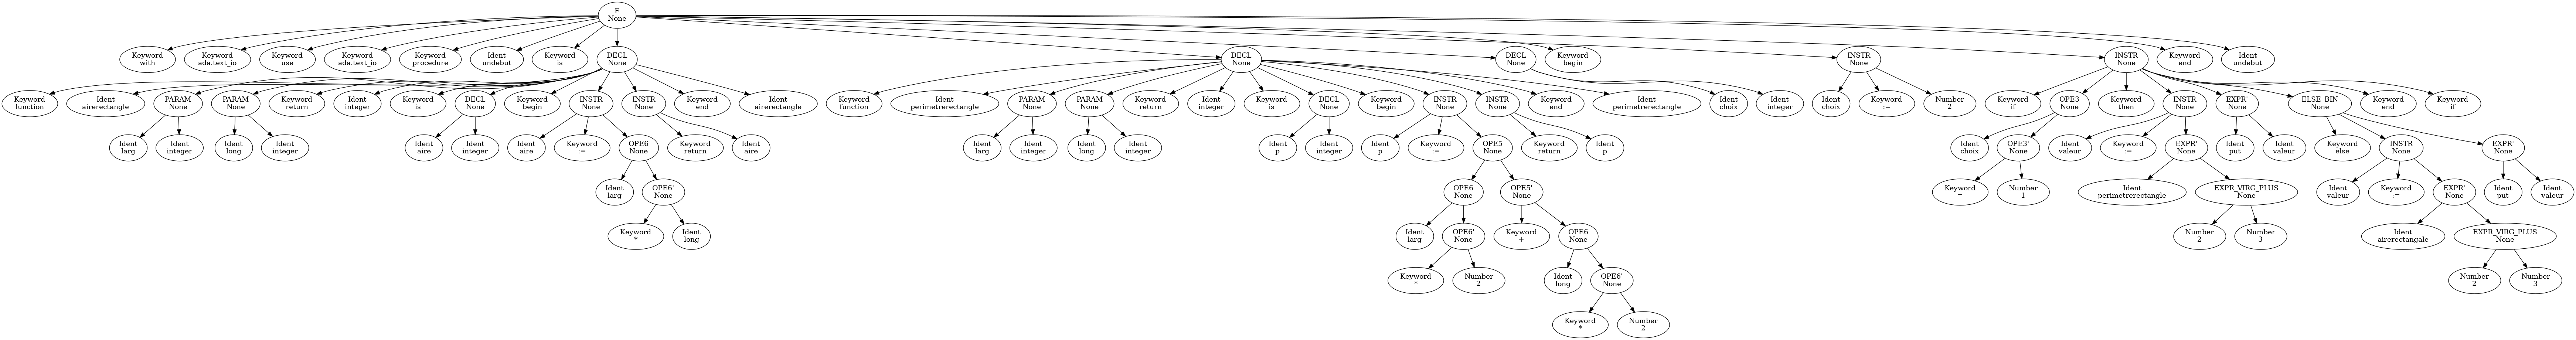 F
None
Keyword
with
Keyword
ada.text_io
Keyword
use
Keyword
ada.text_io
Keyword
procedure
Ident
undebut
Keyword
is
DECL
None
DECL
None
DECL
None
Keyword
begin
INSTR
None
INSTR
None
Keyword
end
Ident
undebut
Keyword
function
Ident
airerectangle
PARAM
None
PARAM
None
Keyword
return
Ident
integer
Keyword
is
DECL
None
Keyword
begin
INSTR
None
INSTR
None
Keyword
end
Ident
airerectangle
Keyword
function
Ident
perimetrerectangle
PARAM
None
PARAM
None
Keyword
return
Ident
integer
Keyword
is
DECL
None
Keyword
begin
INSTR
None
INSTR
None
Keyword
end
Ident
perimetrerectangle
Ident
choix
Ident
integer
Ident
choix
Keyword
:=
Number
2
Keyword
if
OPE3
None
Keyword
then
INSTR
None
EXPR'
None
ELSE_BIN
None
Keyword
end
Keyword
if
Ident
larg
Ident
integer
Ident
long
Ident
integer
Ident
aire
Ident
integer
Ident
aire
Keyword
:=
OPE6
None
Keyword
return
Ident
aire
Ident
larg
Ident
integer
Ident
long
Ident
integer
Ident
p
Ident
integer
Ident
p
Keyword
:=
OPE5
None
Keyword
return
Ident
p
Ident
choix
OPE3'
None
Ident
valeur
Keyword
:=
EXPR'
None
Ident
put
Ident
valeur
Keyword
else
INSTR
None
EXPR'
None
Ident
larg
OPE6'
None
OPE6
None
OPE5'
None
Keyword
=
Number
1
Ident
perimetrerectangle
EXPR_VIRG_PLUS
None
Ident
valeur
Keyword
:=
EXPR'
None
Ident
put
Ident
valeur
Keyword
*
Ident
long
Ident
larg
OPE6'
None
Keyword
+
OPE6
None
Number
2
Number
3
Ident
airerectangale
EXPR_VIRG_PLUS
None
Keyword
*
Number
2
Ident
long
OPE6'
None
Number
2
Number
3
Keyword
*
Number
2